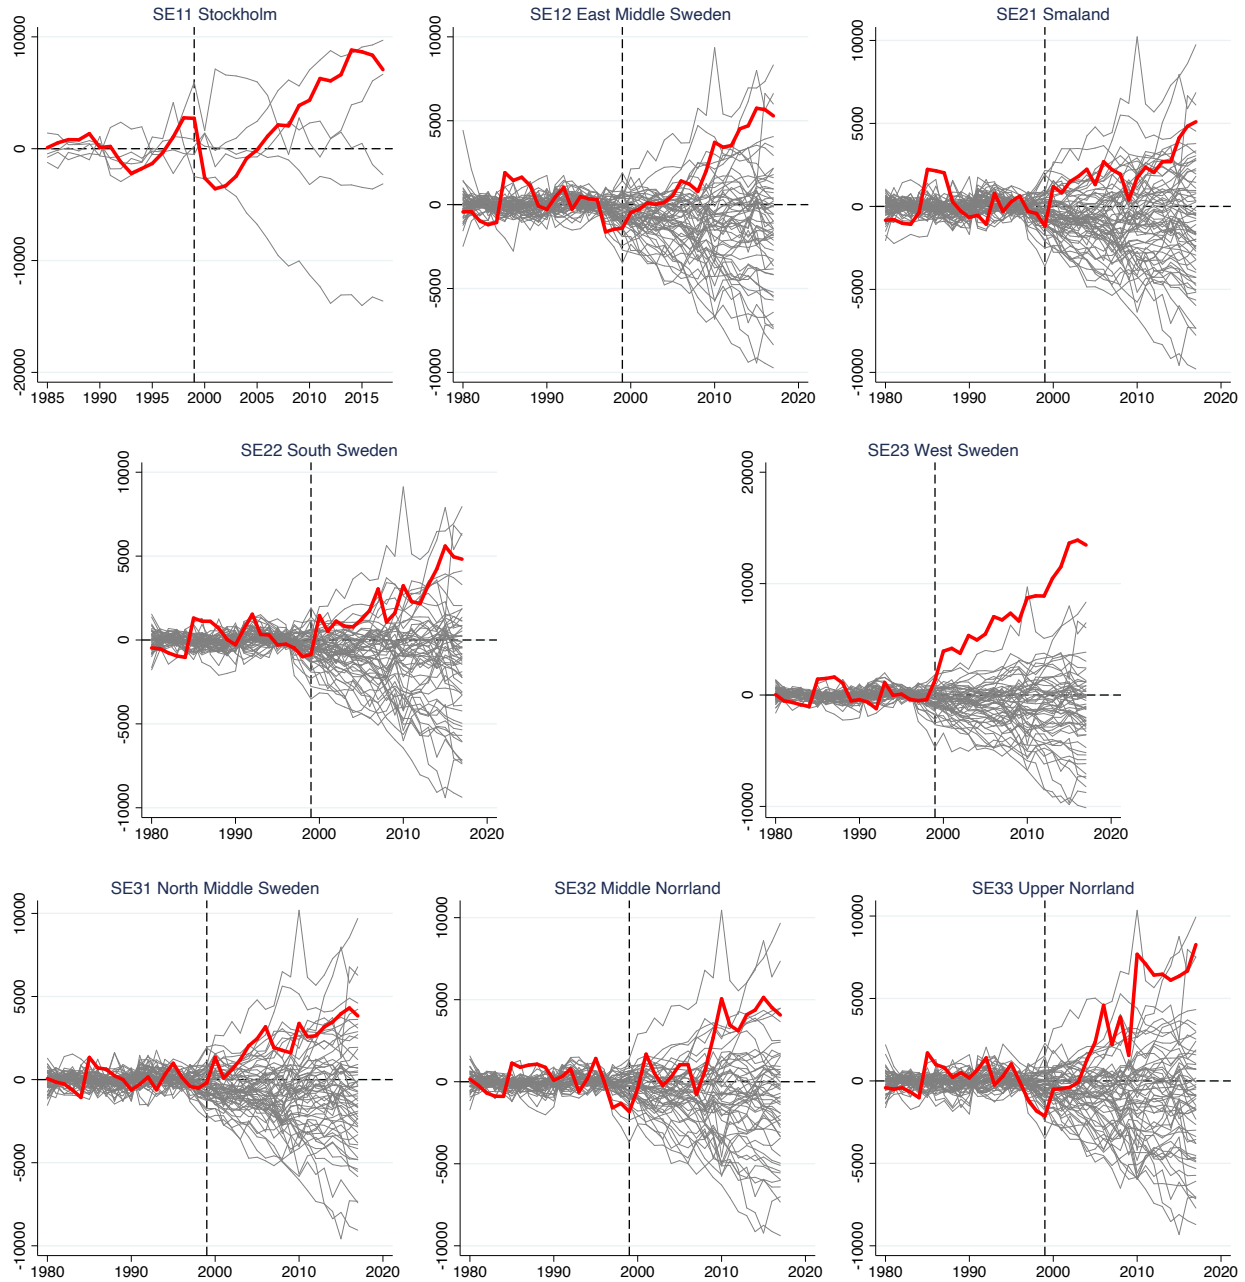 SE11 Stockholm
10000
0
-10000
-20000
1985 1990 1995 2000 2005 2010 2015
SE12 East Middle Sweden
10000
5000
0
-5000
-10000
1980 1990 2000 2010 2020
SE21 Smaland
10000
5000
0
-5000
-10000
1980 1990 2000 2010 2020
SE22 South Sweden
10000
5000
0
-5000
-10000
1980 1990 2000 2010 2020
SE23 West Sweden
20000
10000
0
-10000
1980 1990 2000 2010 2020
SE31 North Middle Sweden
10000
5000
0
-5000
-10000
1980 1990 2000 2010 2020
SE32 Middle Norrland
10000
5000
0
-5000
-10000
1980 1990 2000 2010 2020
SE33 Upper Norrland
10000
5000
0
-5000
-10000
1980 1990 2000 2010 2020